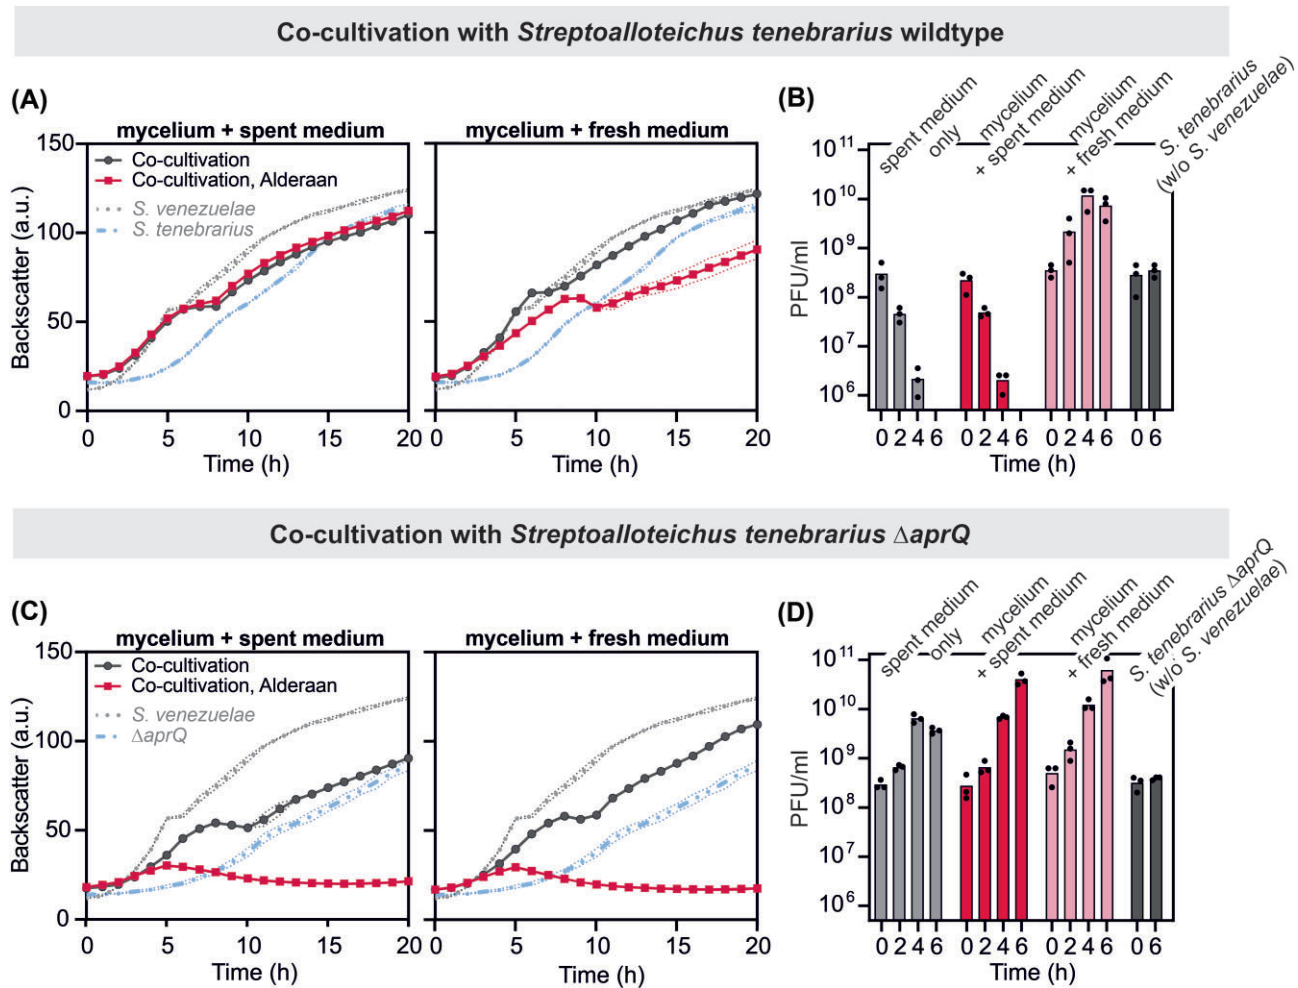 Co-cultivation with Streptoalloteichus tenebrarius wildtype
(A)
mycelium + spent medium
mycelium + fresh medium
150
100
50
0
Backscatter (a.u.)
Co-cultivation
Co-cultivation, Alderaan
S. venezuelae
S. tenebrarius
0 5 10 15 20
Time (h)
0 5 10 15 20
Time (h)
(B)
spent medium
only
mycelium
+ spent medium
mycelium
+ fresh medium
S. tenebrarius
(w/o S. venezuelae)
10¹¹
10¹⁰
10⁹
10⁸
10⁷
10⁶
PFU/ml
0 2 4 6 0 2 4 6 0 2 4 6 0 6
Time (h)
Co-cultivation with Streptoalloteichus tenebrarius ΔaprQ
(C)
mycelium + spent medium
mycelium + fresh medium
150
100
50
0
Backscatter (a.u.)
Co-cultivation
Co-cultivation, Alderaan
S. venezuelae
ΔaprQ
0 5 10 15 20
Time (h)
0 5 10 15 20
Time (h)
(D)
spent medium
only
mycelium
+ spent medium
mycelium
+ fresh medium
S. tenebrarius ΔaprQ
(w/o S. venezuelae)
10¹¹
10¹⁰
10⁹
10⁸
10⁷
10⁶
PFU/ml
0 2 4 6 0 2 4 6 0 2 4 6 0 6
Time (h)